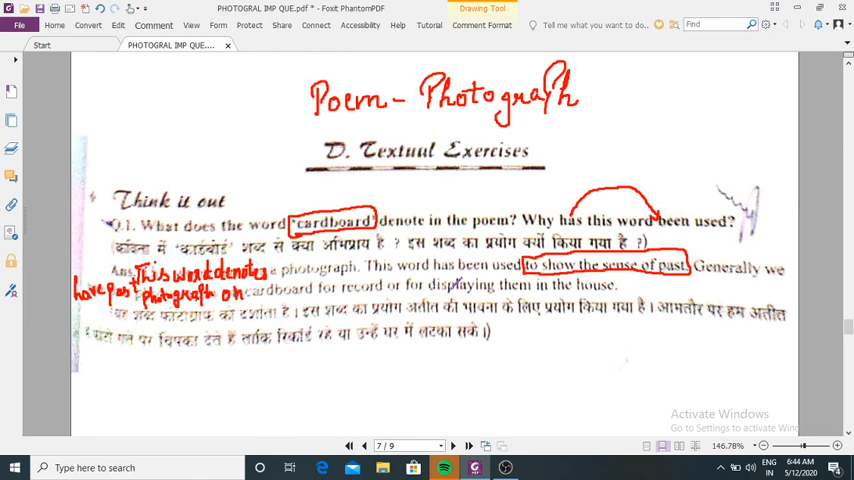 PHOTOGRAL IMP QUE.pdf * - Foxit PhantomPDF
Drawing Tool
File Home Edit Comment View Form Protect Share Browse Help Tutorial Comment Format Tell me what you want to do... Find
Start PHOTOGRAL IMP QUE.... ×
Poem - Photograph
D. Textual Exercises
Think it out
Q.1. What does the word 'cardboard' denote in the poem? Why has this word been used?
(कविता में 'कार्डबोर्ड' शब्द से क्या अभिप्राय है ? इस शब्द का प्रयोग क्यों किया गया है ?)
Ans. This word denotes a photograph. This word has been used to show the sense of past. Generally we
have past photograph on cardboard for record or for displaying them in the house.
यह शब्द फोटोग्राफ को दर्शाता है। इस शब्द का प्रयोग अतीत की भावना के लिए प्रयोग किया गया है। आमतौर पर हम अतीत
गत्ते पर चिपका देते हैं ताकि रिकॉर्ड रहे या उन्हें घर में लटका सकें।)
Activate Windows
Go to Settings to activate Win
7 / 9 146.78%
Type here to search
ENG 6:44 AM
IN 5/12/2020
4